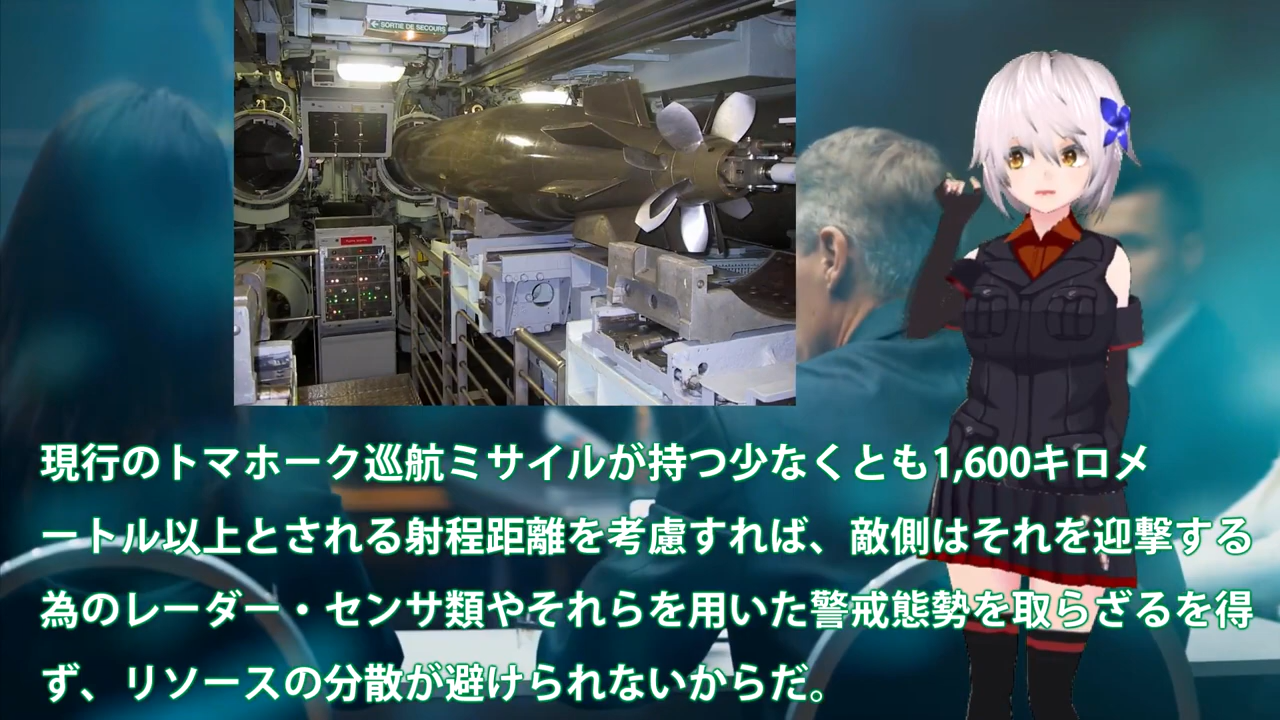 SORTIE DE SECOURS
現行のトマホーク巡航ミサイルが持つ少なくとも1,600キロメ
ートル以上とされる射程距離を考慮すれば、敵側はそれを迎撃する
為のレーダー・センサ類やそれらを用いた警戒態勢を取らざるを得
ず、リソースの分散が避けられないからだ。